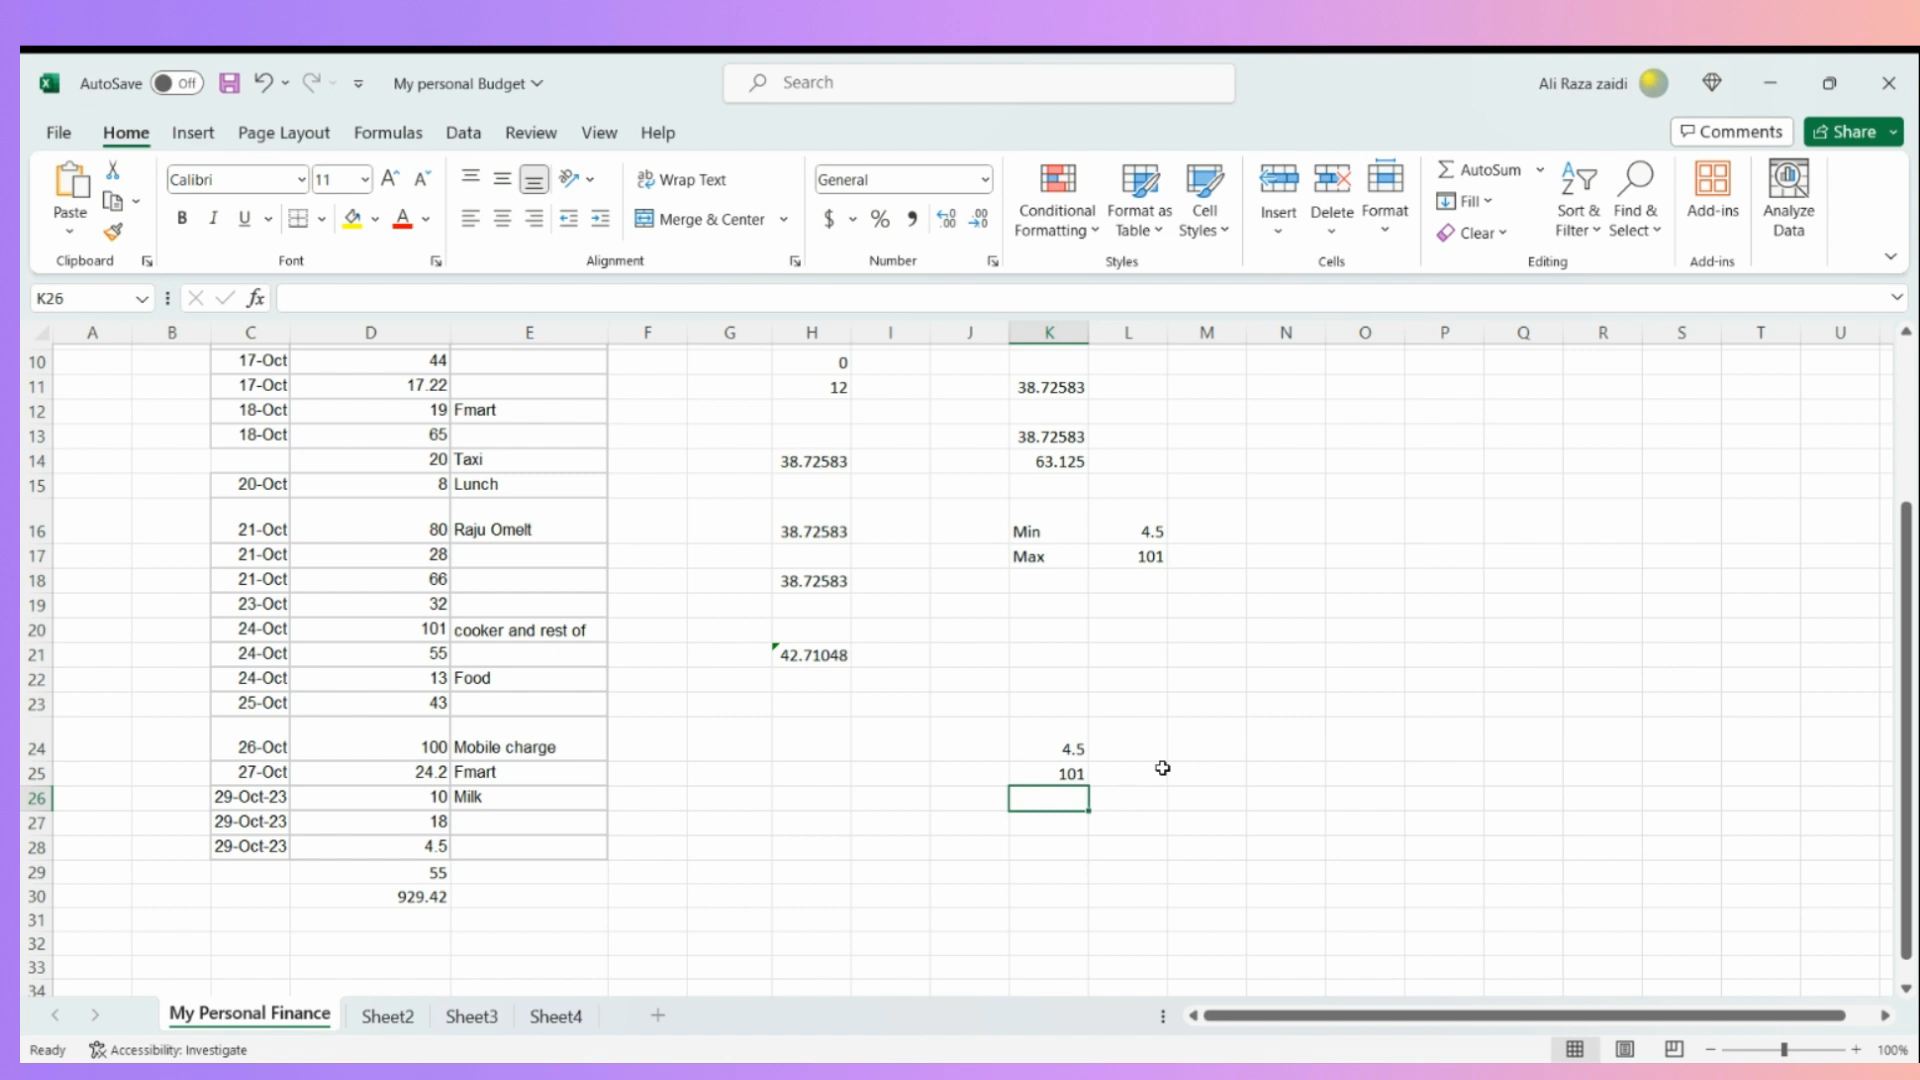 AutoSave Off My personal Budget Search Ali Raza zaidi
File Home Insert Page Layout Formulas Data Review View Help Comments Share
Paste Calibri 11 Wrap Text General Conditional Formatting Format as Table Cell Styles Insert Delete Format AutoSum Sort & Filter Find & Select Add-ins Analyze Data
B I U A Merge & Center $ % Fill Clear
Clipboard Font Alignment Number Styles Cells Editing Add-ins
K26 fx
A B C D E F G H I J K L M N O P Q R S T U
10 17-Oct 44 0
11 17-Oct 17.22 12 38.72583
12 18-Oct 19 Fmart
13 18-Oct 65 38.72583
14 20 Taxi 38.72583 63.125
15 20-Oct 8 Lunch
16 21-Oct 80 Raju Omelt 38.72583 Min 4.5
17 21-Oct 28 Max 101
18 21-Oct 66 38.72583
19 23-Oct 32
20 24-Oct 101 cooker and rest of
21 24-Oct 55 42.71048
22 24-Oct 13 Food
23 25-Oct 43
24 26-Oct 100 Mobile charge 4.5
25 27-Oct 24.2 Fmart 101
26 29-Oct-23 10 Milk
27 29-Oct-23 18
28 29-Oct-23 4.5
29 55
30 929.42
31
32
33
34
My Personal Finance Sheet2 Sheet3 Sheet4
Ready Accessibility: Investigate 100%